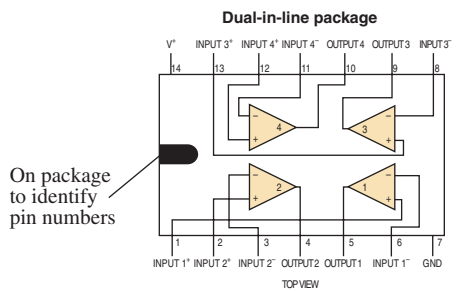 Dual-in-line package
V+ INPUT 3+ INPUT 4+ INPUT 4– OUTPUT 4 OUTPUT 3 INPUT 3–
14 13 12 11 10 9 8
– –
4 3
+ +
On package
to identify
pin numbers
– –
2 1
+ +
1 2 3 4 5 6 7
INPUT 1+ INPUT 2+ INPUT 2– OUTPUT 2 OUTPUT 1 INPUT 1– GND
TOP VIEW